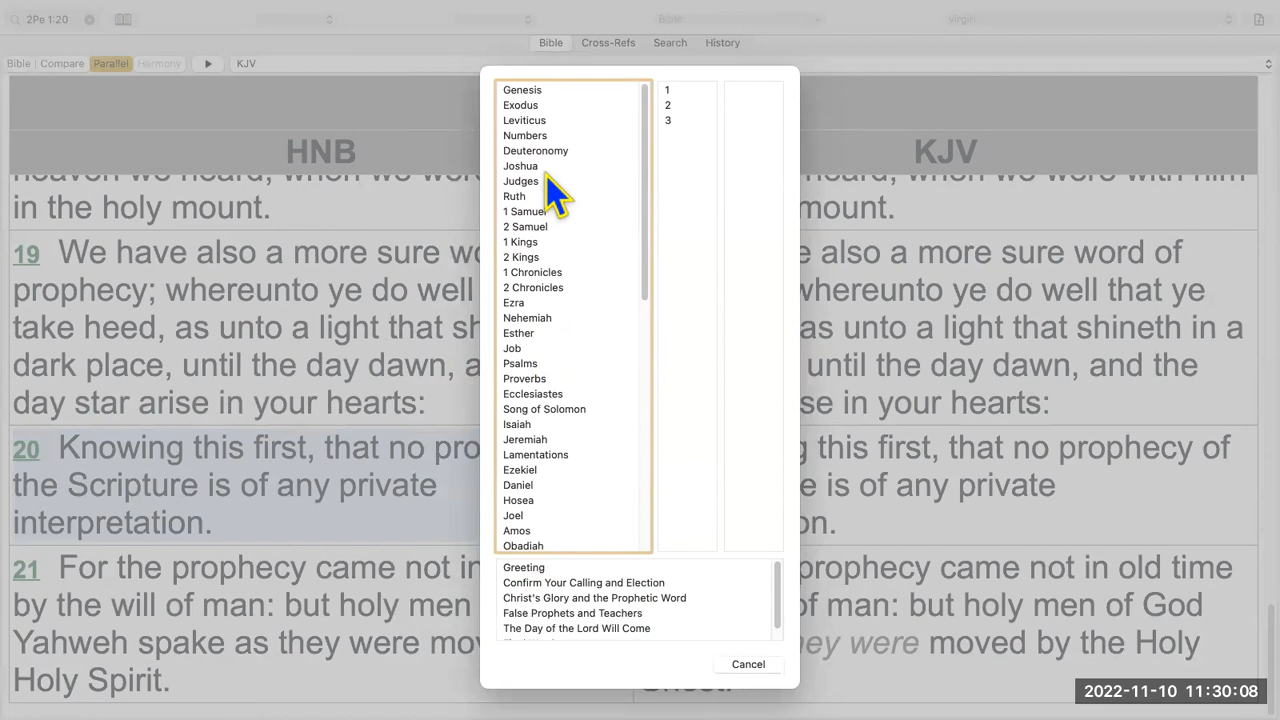 2Pe 1:20
Bible
virgin
Bible Cross-Refs Search History
Bible Compare Parallel Harmony KJV
HNB
KJV
in the holy mount.
mount.
19 We have also a more sure
also a more sure word of
prophecy; whereunto ye do well
whereunto ye do well that ye
take heed, as unto a light that
as unto a light that shineth in a
dark place, until the day dawn,
until the day dawn, and the
day star arise in your hearts:
in your hearts:
20 Knowing this first, that no
this first, that no prophecy of
the Scripture is of any private
is of any private
interpretation.
21 For the prophecy came not in
prophecy came not in old time
by the will of man: but holy men
of man: but holy men of God
Yahweh spake as they were
they were moved by the Holy
Holy Spirit.
Genesis
Exodus
Leviticus
Numbers
Deuteronomy
Joshua
Judges
Ruth
1 Samuel
2 Samuel
1 Kings
2 Kings
1 Chronicles
2 Chronicles
Ezra
Nehemiah
Esther
Job
Psalms
Proverbs
Ecclesiastes
Song of Solomon
Isaiah
Jeremiah
Lamentations
Ezekiel
Daniel
Hosea
Joel
Amos
Obadiah
1
2
3
Greeting
Confirm Your Calling and Election
Christ's Glory and the Prophetic Word
False Prophets and Teachers
The Day of the Lord Will Come
Cancel
2022-11-10 11:30:08